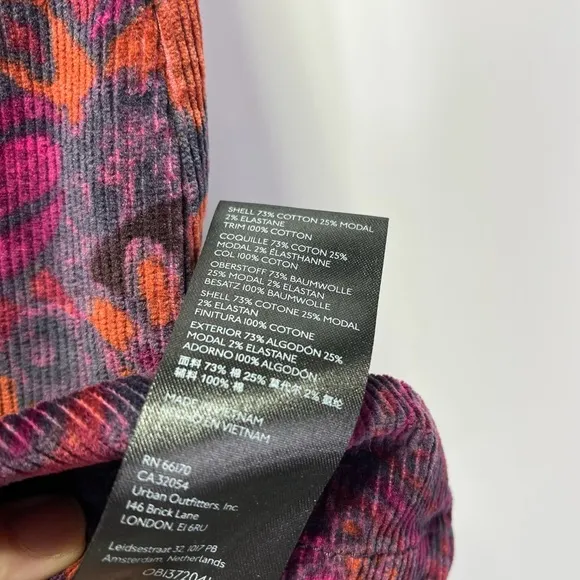 SHELL 73% COTTON 25% MODAL
2% ELASTANE
TRIM 100% COTTON
COQUILLE 73% COTON 25%
MODAL 2% ÉLASTHANNE
COL 100% COTON
OBERSTOFF 73% BAUMWOLLE
25% MODAL 2% ELASTAN
BESATZ 100% BAUMWOLLE
SHELL 73% COTONE 25% MODAL
2% ELASTAN
FINITURA 100% COTONE
EXTERIOR 73% ALGODÓN 25%
MODAL 2% ELASTANE
ADORNO 100% ALGODÓN
面料 73% 棉 25% 莫代尔 2% 氨纶
辅料 100% 棉
MADE IN VIETNAM
HECHO EN VIETNAM
RN 66170
CA 32054
Urban Outfitters, Inc
146 Brick Lane
LONDON, E1 6RU
Leidsestraat 32, 1017 PB
Amsterdam, Netherlands